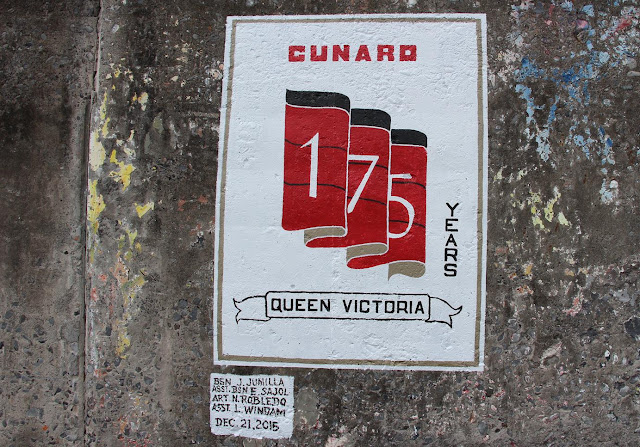 CUNARD
175
YEARS
QUEEN VICTORIA
BSN J. JUMILLA
ASST. BSN E. SAJOL
ART N. ROBLEDO
ASST. L. WINDAM
DEC 21, 2015